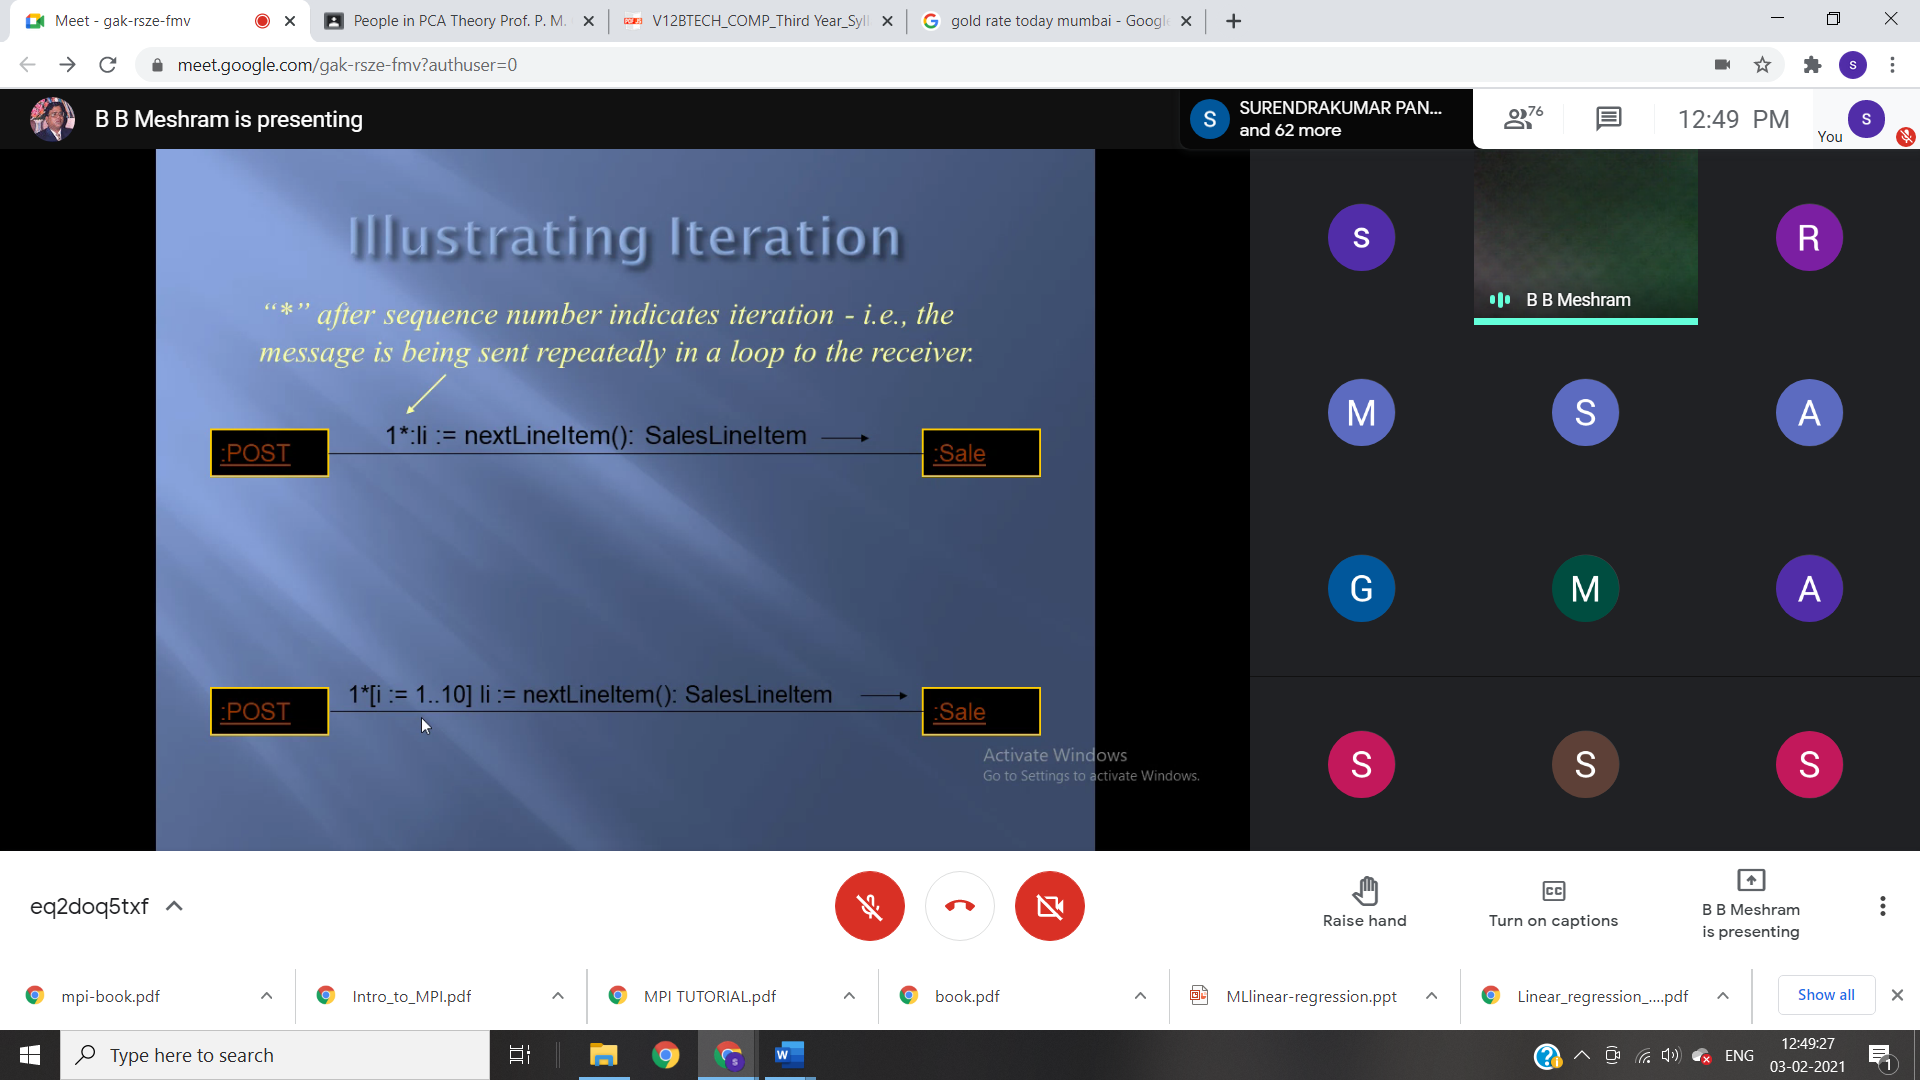 Meet - gak-rsze-fmv
People in PCA Theory Prof. P. M.
V12BTECH_COMP_Third Year_Syl
gold rate today mumbai - Google
meet.google.com/gak-rsze-fmv?authuser=0
s
B B Meshram is presenting
S
SURENDRAKUMAR PAN...
and 62 more
76
12:49 PM
You
s
Illustrating Iteration
“*” after sequence number indicates iteration - i.e., the
message is being sent repeatedly in a loop to the receiver.
1*:li := nextLineItem(): SalesLineItem
:POST
:Sale
1*[i := 1..10] li := nextLineItem(): SalesLineItem
:POST
:Sale
Activate Windows
Go to Settings to activate Windows.
s
B B Meshram
R
M
S
A
G
M
A
S
S
S
eq2doq5txf
Raise hand
Turn on captions
B B Meshram
is presenting
mpi-book.pdf
Intro_to_MPI.pdf
MPI TUTORIAL.pdf
book.pdf
MLlinear-regression.ppt
Linear_regression_....pdf
Show all
Type here to search
ENG
12:49:27
03-02-2021
1